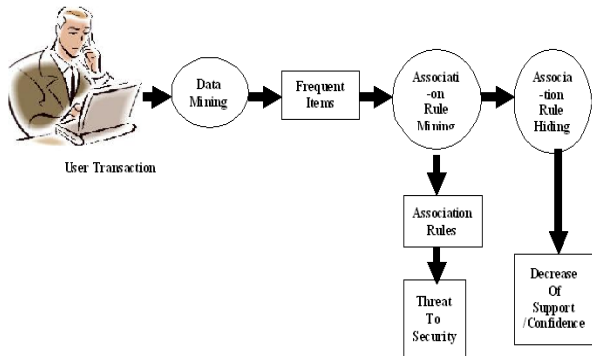 Data
Mining
Frequent
Items
Associati
-on
Rule
Mining
Associa
-tion
Rule
Hiding
User Transaction
Association
Rules
Threat
To
Security
Decrease
Of
Support
/Confidence